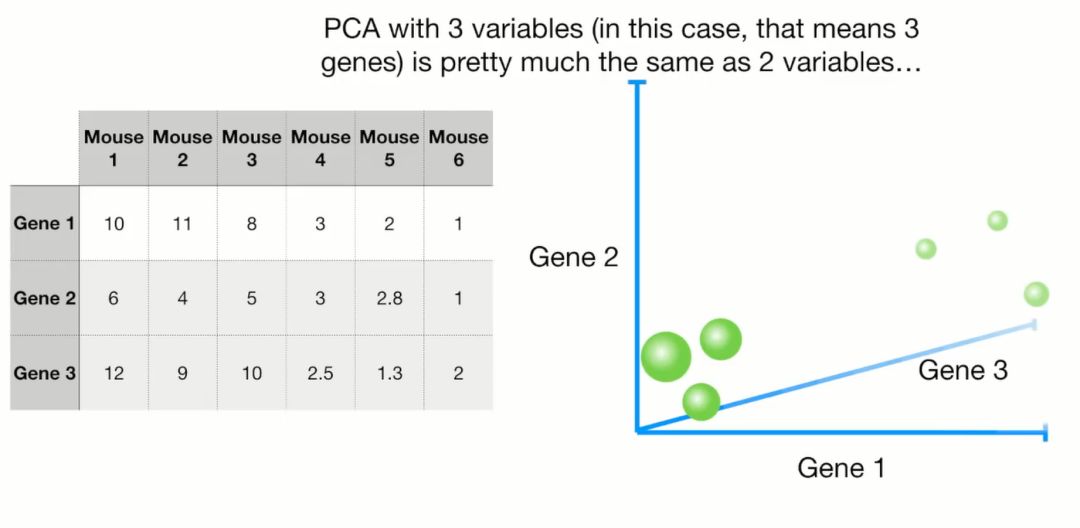 PCA with 3 variables (in this case, that means 3
genes) is pretty much the same as 2 variables...
Mouse 1 Mouse 2 Mouse 3 Mouse 4 Mouse 5 Mouse 6
Gene 1 10 11 8 3 2 1
Gene 2 6 4 5 3 2.8 1
Gene 3 12 9 10 2.5 1.3 2
Gene 2
Gene 3
Gene 1